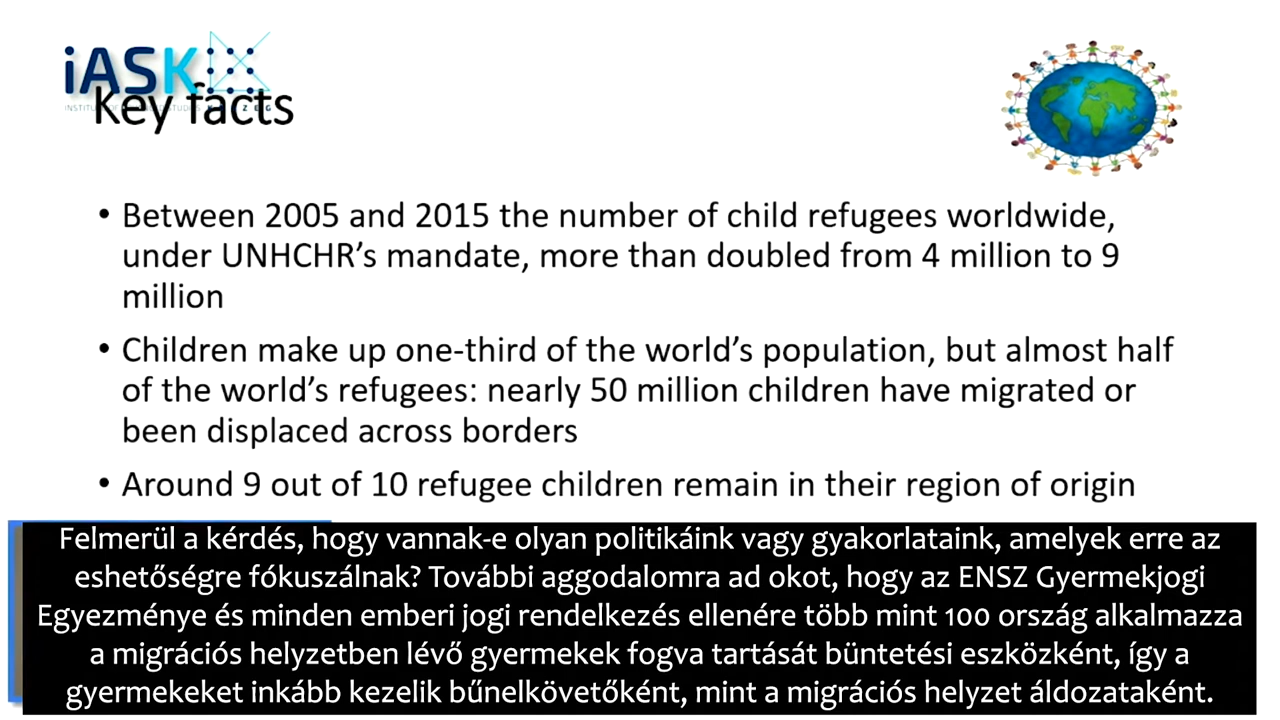 iASK
Key facts
• Between 2005 and 2015 the number of child refugees worldwide,
under UNHCHR’s mandate, more than doubled from 4 million to 9
million
• Children make up one-third of the world’s population, but almost half
of the world’s refugees: nearly 50 million children have migrated or
been displaced across borders
• Around 9 out of 10 refugee children remain in their region of origin
Felmerül a kérdés, hogy vannak-e olyan politikáink vagy gyakorlataink, amelyek erre az
eshetőségre fókuszálnak? További aggodalomra ad okot, hogy az ENSZ Gyermekjogi
Egyezménye és minden emberi jogi rendelkezés ellenére több mint 100 ország alkalmazza
a migrációs helyzetben lévő gyermekek fogva tartását büntetési eszközként, így a
gyermekeket inkább kezelik bűnelkövetőként, mint a migrációs helyzet áldozataként.